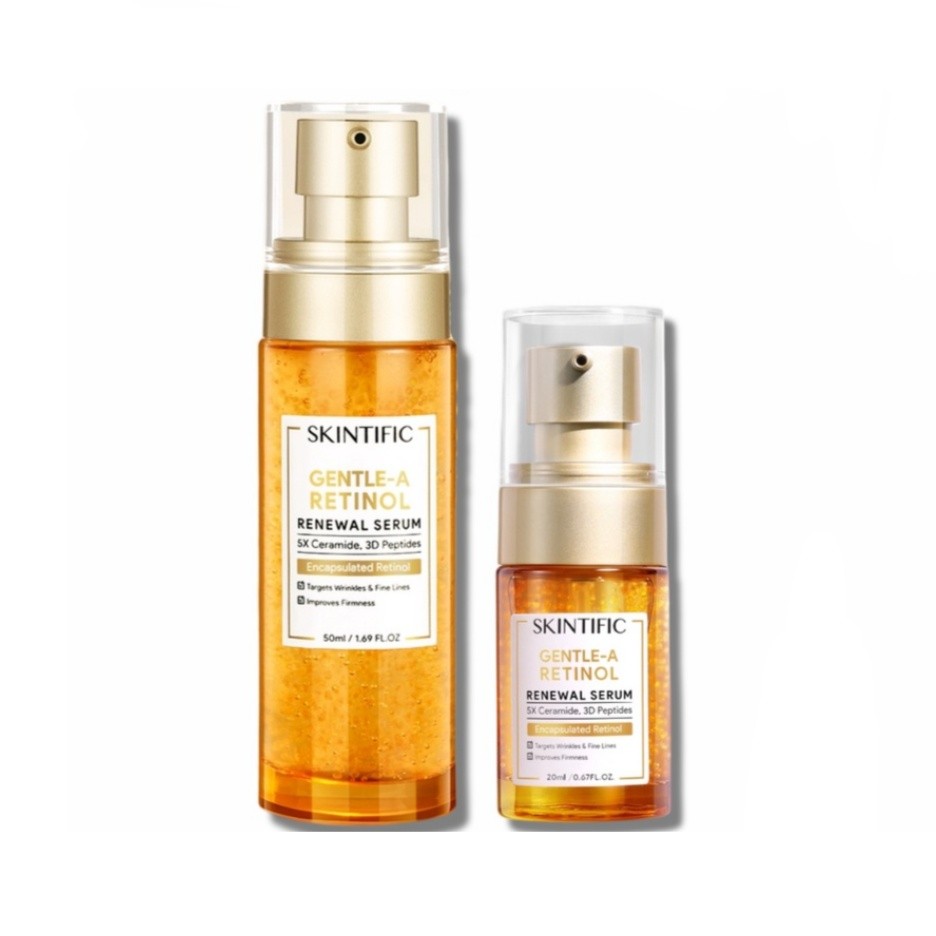 SKINTIFIC
GENTLE-A
RETINOL
RENEWAL SERUM
5X Ceramide, 3D Peptides
Encapsulated Retinol
Targets Wrinkles & Fine Lines
Improves Firmness
50ml / 1.69 FL.OZ
SKINTIFIC
GENTLE-A
RETINOL
RENEWAL SERUM
5X Ceramide, 3D Peptides
Encapsulated Retinol
Targets Wrinkles & Fine Lines
Improves Firmness
20ml / 0.67FL.OZ.